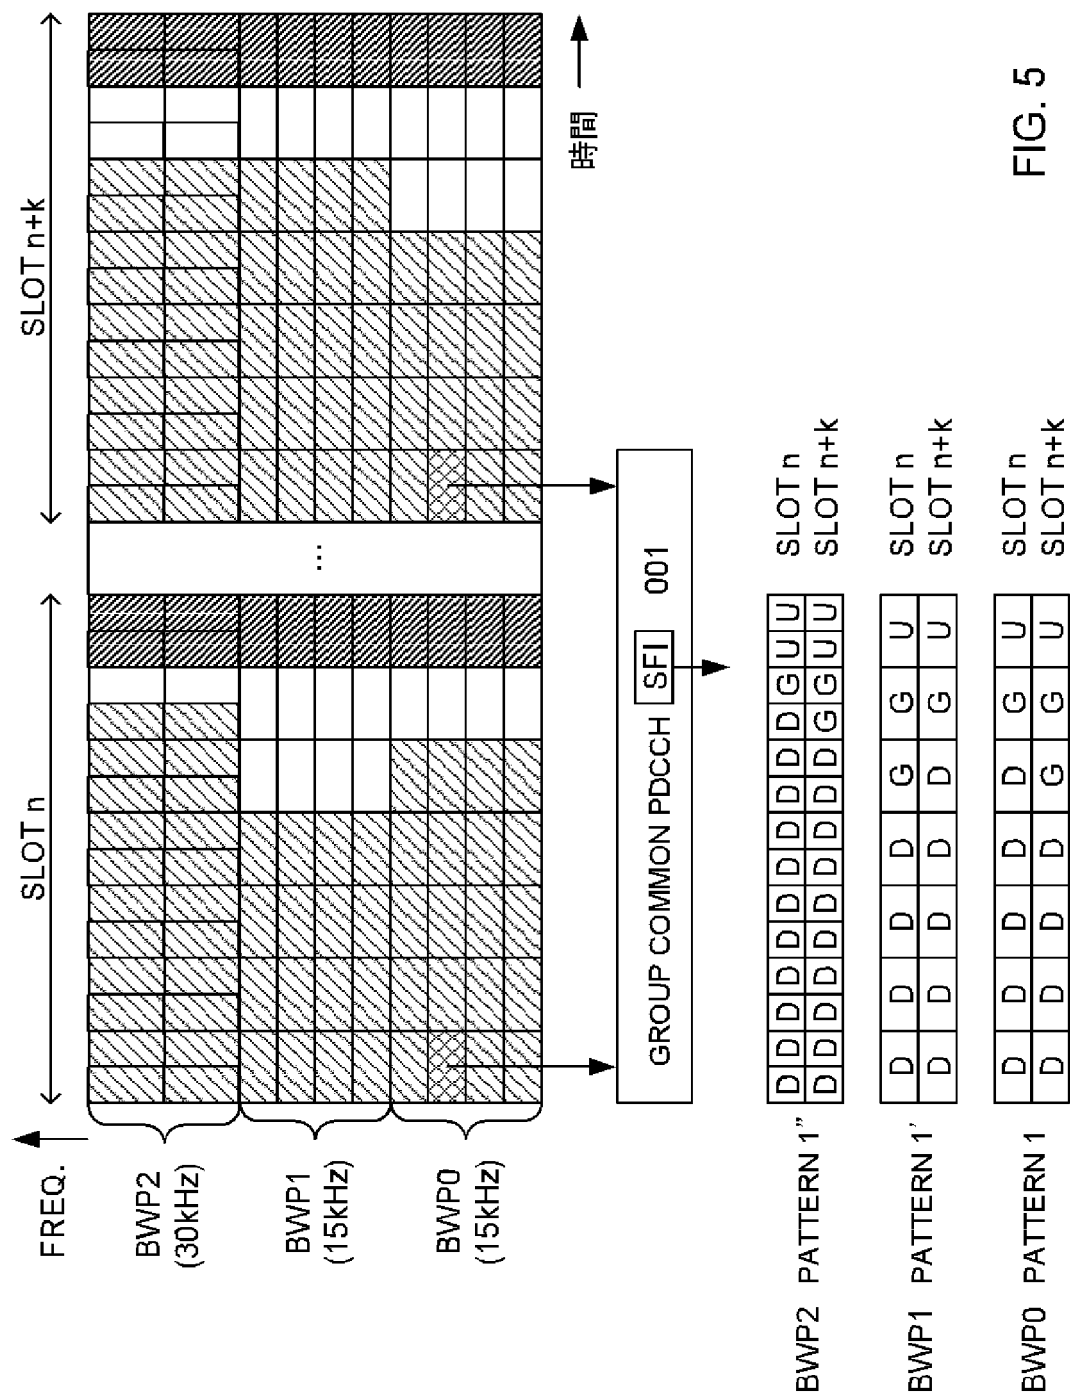 FREQ.
SLOT n
SLOT n+k
BWP2
(30kHz)
BWP1
(15kHz)
BWP0
(15kHz)
...
時間
GROUP COMMON PDCCH SFI 001
BWP2 PATTERN 1”
D D D D D D D D D D D G U U SLOT n
D D D D D D D D D D G G U U SLOT n+k
BWP1 PATTERN 1’
D D D D G G U SLOT n
D D D D D G U SLOT n+k
BWP0 PATTERN 1
D D D D D G U SLOT n
D D D D G G U SLOT n+k
FIG. 5